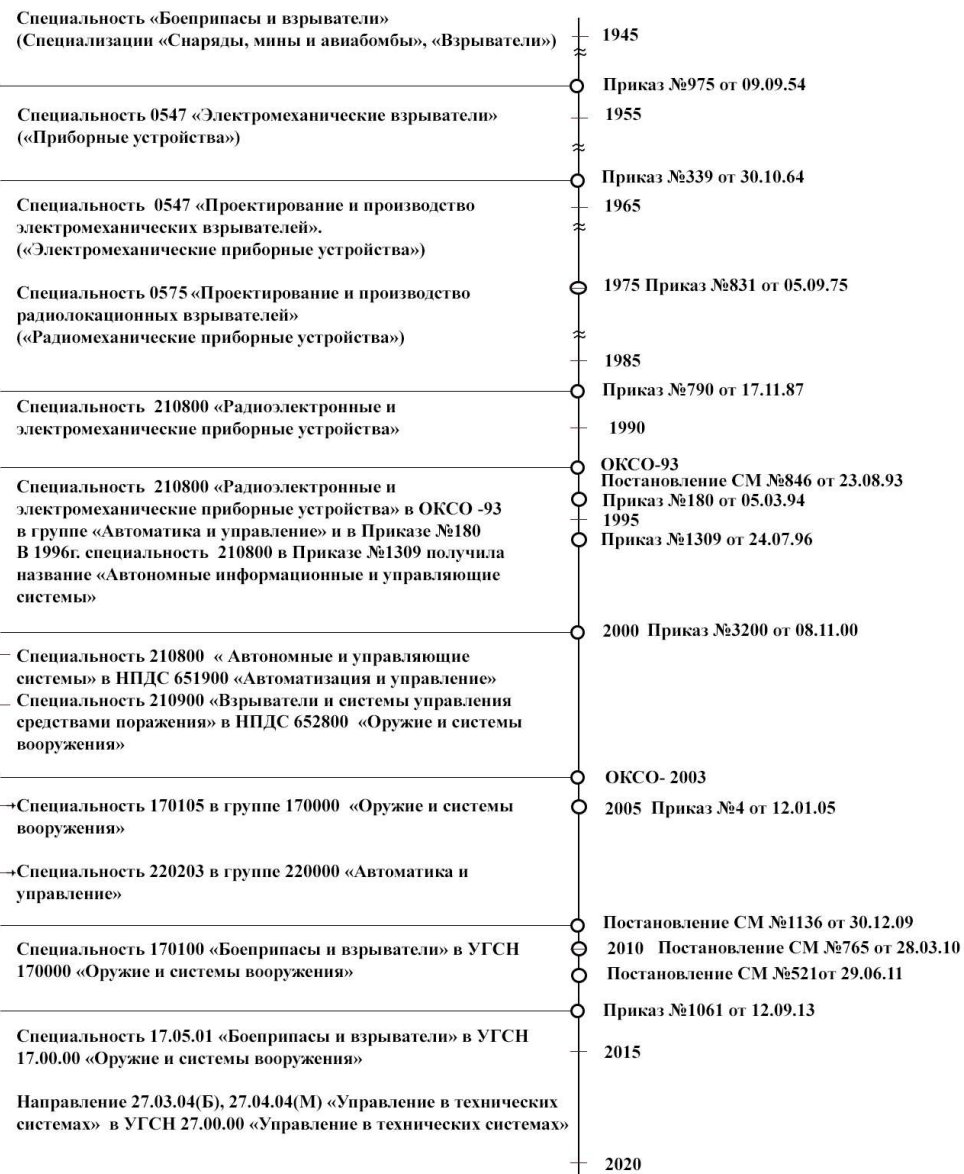 Специальность «Боеприпасы и взрыватели»
(Специализации «Снаряды, мины и авиабомбы», «Взрыватели»)
1945
Приказ №975 от 09.09.54
Специальность 0547 «Электромеханические взрыватели»
(«Приборные устройства»)
1955
Приказ №339 от 30.10.64
Специальность 0547 «Проектирование и производство
электромеханических взрывателей».
(«Электромеханические приборные устройства»)
1965
Специальность 0575 «Проектирование и производство
радиолокационных взрывателей»
(«Радиомеханические приборные устройства»)
1975 Приказ №831 от 05.09.75
1985
Приказ №790 от 17.11.87
Специальность 210800 «Радиоэлектронные и
электромеханические приборные устройства»
1990
ОКСО-93
Постановление СМ №846 от 23.08.93
Приказ №180 от 05.03.94
1995
Приказ №1309 от 24.07.96
Специальность 210800 «Радиоэлектронные и
электромеханические приборные устройства» в ОКСО -93
в группе «Автоматика и управление» и в Приказе №180
В 1996г. специальность 210800 в Приказе №1309 получила
название «Автономные информационные и управляющие
системы»
2000 Приказ №3200 от 08.11.00
Специальность 210800 « Автономные и управляющие
системы» в НПДС 651900 «Автоматизация и управление»
Специальность 210900 «Взрыватели и системы управления
средствами поражения» в НПДС 652800 «Оружие и системы
вооружения»
ОКСО- 2003
Специальность 170105 в группе 170000 «Оружие и системы
вооружения»
2005 Приказ №4 от 12.01.05
Специальность 220203 в группе 220000 «Автоматика и
управление»
Постановление СМ №1136 от 30.12.09
2010 Постановление СМ №765 от 28.03.10
Постановление СМ №521от 29.06.11
Специальность 170100 «Боеприпасы и взрыватели» в УГСН
170000 «Оружие и системы вооружения»
Приказ №1061 от 12.09.13
Специальность 17.05.01 «Боеприпасы и взрыватели» в УГСН
17.00.00 «Оружие и системы вооружения»
2015
Направление 27.03.04(Б), 27.04.04(М) «Управление в технических
системах» в УГСН 27.00.00 «Управление в технических системах»
2020